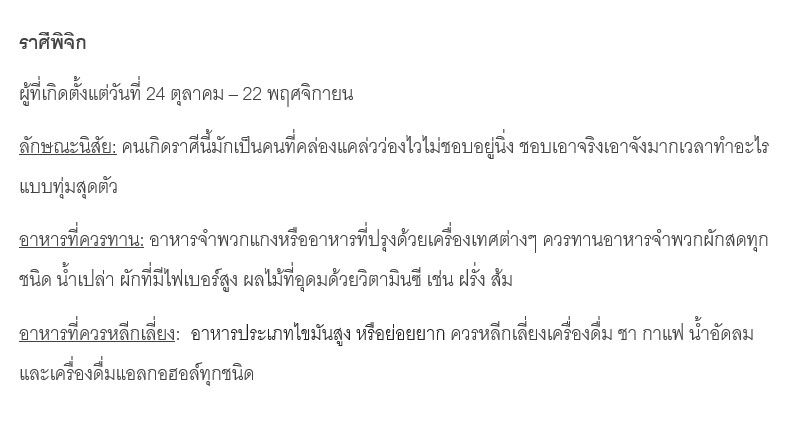 ราศีพิจิก
ผู้ที่เกิดตั้งแต่วันที่ 24 ตุลาคม – 22 พฤศจิกายน
ลักษณะนิสัย: คนเกิดราศีนี้มักเป็นคนที่คล่องแคล่วว่องไวไม่ชอบอยู่นิ่ง ชอบเอาจริงเอาจังมากเวลาทำอะไร
แบบทุ่มสุดตัว
อาหารที่ควรทาน: อาหารจำพวกแกงหรืออาหารที่ปรุงด้วยเครื่องเทศต่างๆ ควรทานอาหารจำพวกผักสดทุก
ชนิด น้ำเปล่า ผักที่มีไฟเบอร์สูง ผลไม้ที่อุดมด้วยวิตามินซี เช่น ฝรั่ง ส้ม
อาหารที่ควรหลีกเลี่ยง:  อาหารประเภทไขมันสูง หรือย่อยยาก ควรหลีกเลี่ยงเครื่องดื่ม ชา กาแฟ น้ำอัดลม
และเครื่องดื่มแอลกอฮอล์ทุกชนิด